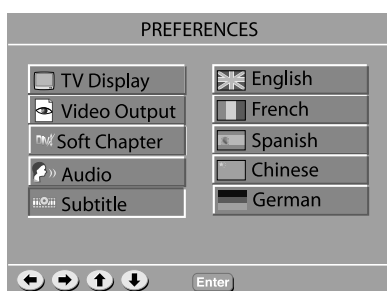 PREFERENCES
TV Display
Video Output
Soft Chapter
Audio
Subtitle
English
French
Spanish
Chinese
German
Enter